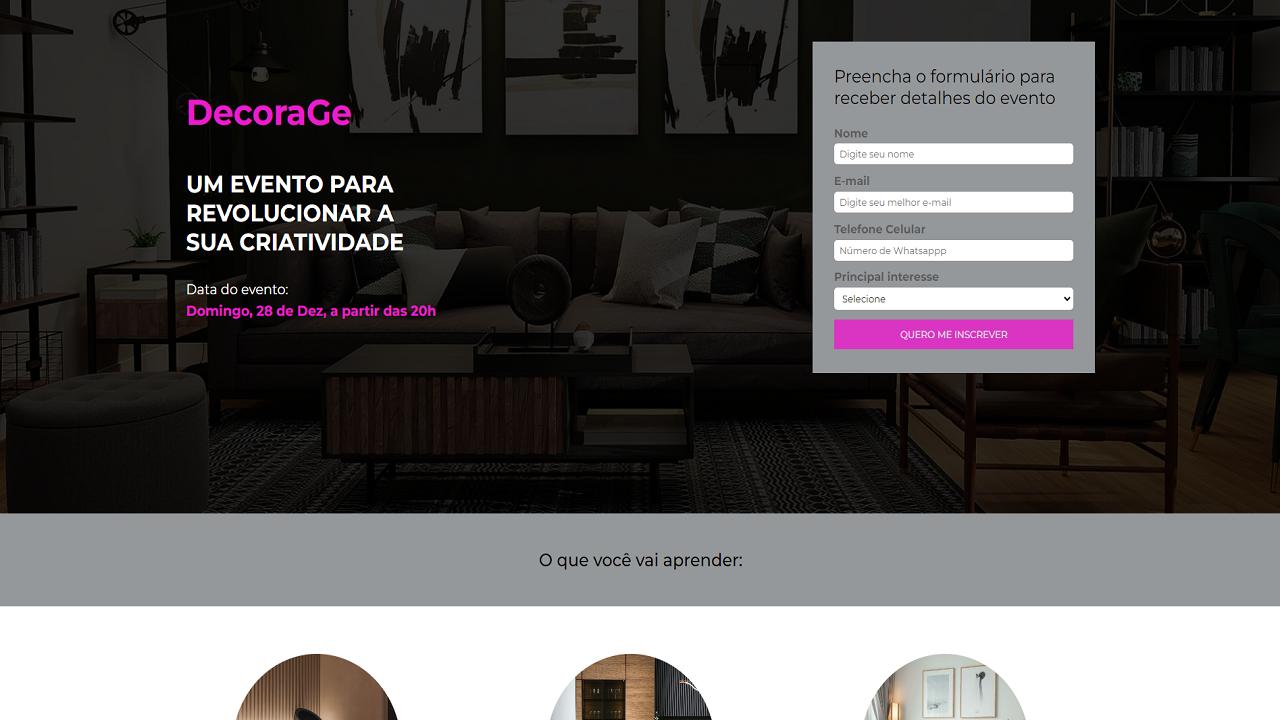 DecoraGe
UM EVENTO PARA
REVOLUCIONAR A
SUA CRIATIVIDADE
Data do evento:
Domingo, 28 de Dez, a partir das 20h
Preencha o formulário para
receber detalhes do evento
Nome
Digite seu nome
E-mail
Digite seu melhor e-mail
Telefone Celular
Número de Whatsappp
Principal interesse
Selecione
QUERO ME INSCREVER
O que você vai aprender: